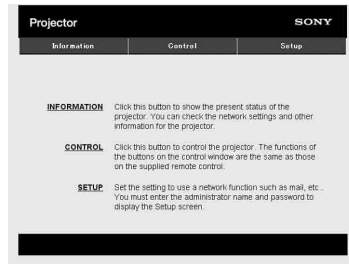 Projector SONY
Information Control Setup
INFORMATION Click this button to show the present status of the
projector. You can check the network settings and other
information for the projector.
CONTROL Click this button to control the projector. The functions of
the buttons on the control window are the same as those
on the supplied remote control.
SETUP Set the setting to use a network function such as mail, etc..
You must enter the administrator name and password to
display the Setup screen.